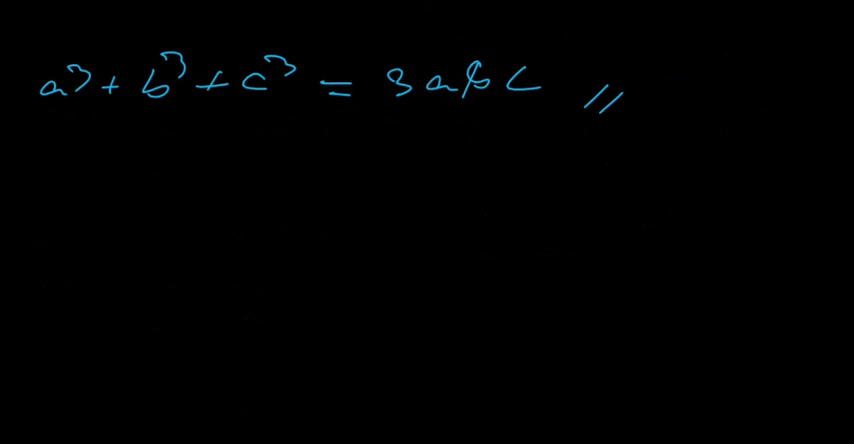 a³ + b³ + c³ = 3abc //